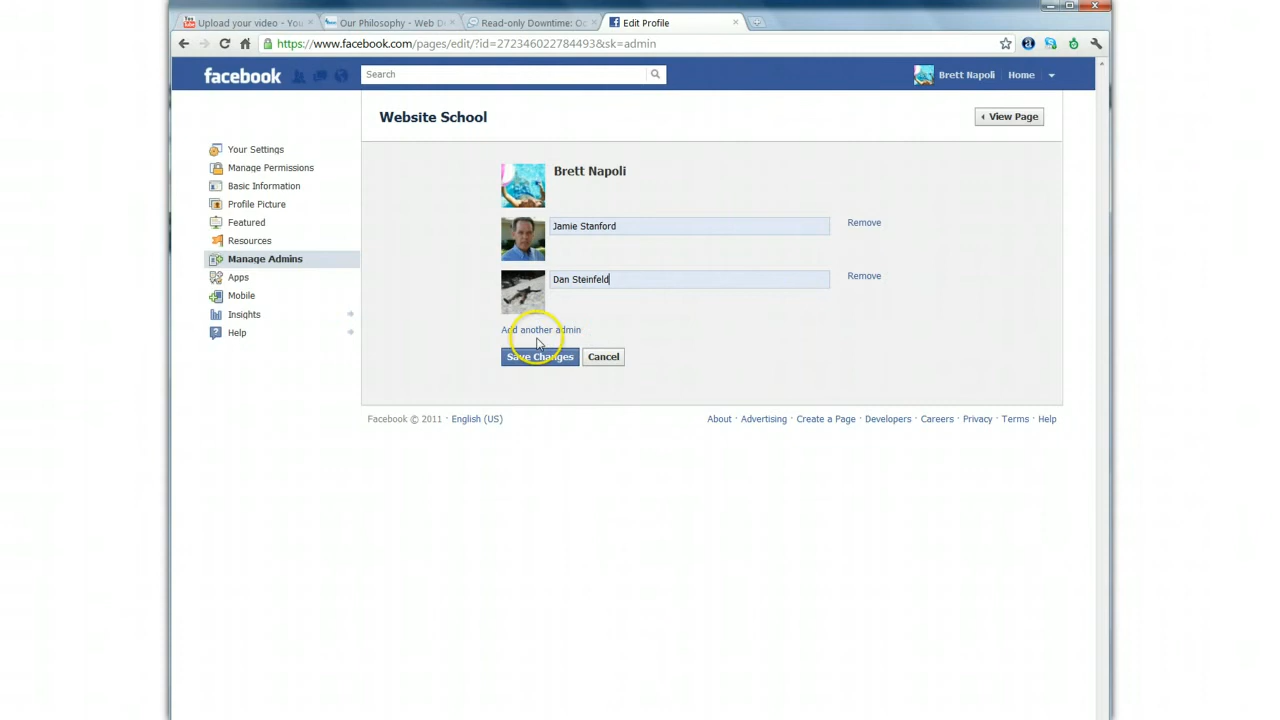 Upload your video - You
Our Philosophy - Web De
Read-only Downtime: Oc
Edit Profile
https://www.facebook.com/pages/edit/?id=272346022784493&sk=admin
facebook
Search
Brett Napoli
Home
Website School
View Page
Your Settings
Manage Permissions
Basic Information
Profile Picture
Featured
Resources
Manage Admins
Apps
Mobile
Insights
Help
Brett Napoli
Jamie Stanford
Remove
Dan Steinfeld
Remove
Add another admin
Save Changes
Cancel
Facebook © 2011 · English (US)
About · Advertising · Create a Page · Developers · Careers · Privacy · Terms · Help